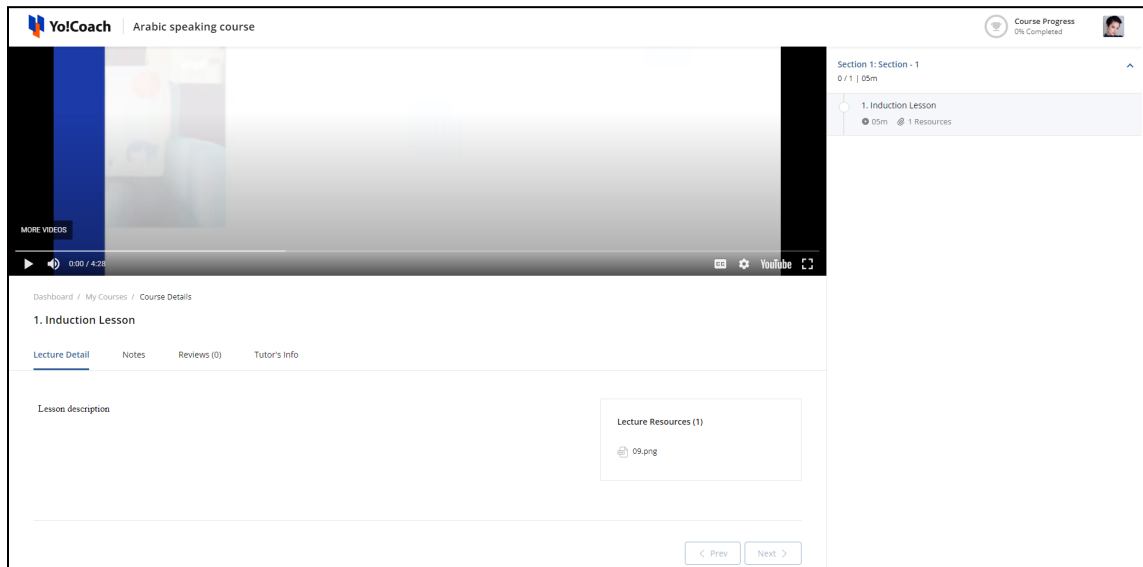 Yo!Coach
Arabic speaking course
Course Progress
0% Completed
MORE VIDEOS
0:00 / 4:28
CC
YouTube
Section 1: Section - 1
0 / 1 | 05m
1. Induction Lesson
05m 1 Resources
Dashboard / My Courses / Course Details
1. Induction Lesson
Lecture Detail Notes Reviews (0) Tutor's Info
Lesson description
Lecture Resources (1)
09.png
< Prev Next >